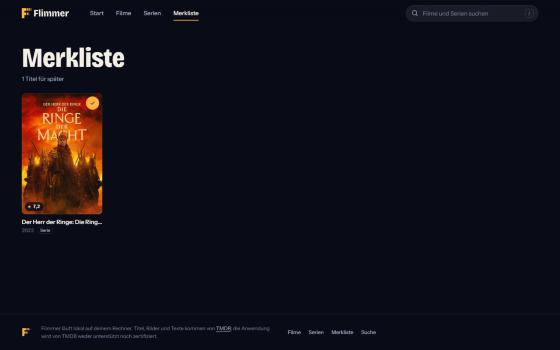 Flimmer
Start
Filme
Serien
Merkliste
Filme und Serien suchen
/
Merkliste
1 Titel für später
DER HERR DER RINGE
DIE
RINGE
DER
MACHT
7,2
Der Herr der Ringe: Die Ring…
2022 Serie
Flimmer läuft lokal auf deinem Rechner. Titel, Bilder und Texte kommen von TMDB, die Anwendung
wird von TMDB weder unterstützt noch zertifiziert.
Filme
Serien
Merkliste
Suche